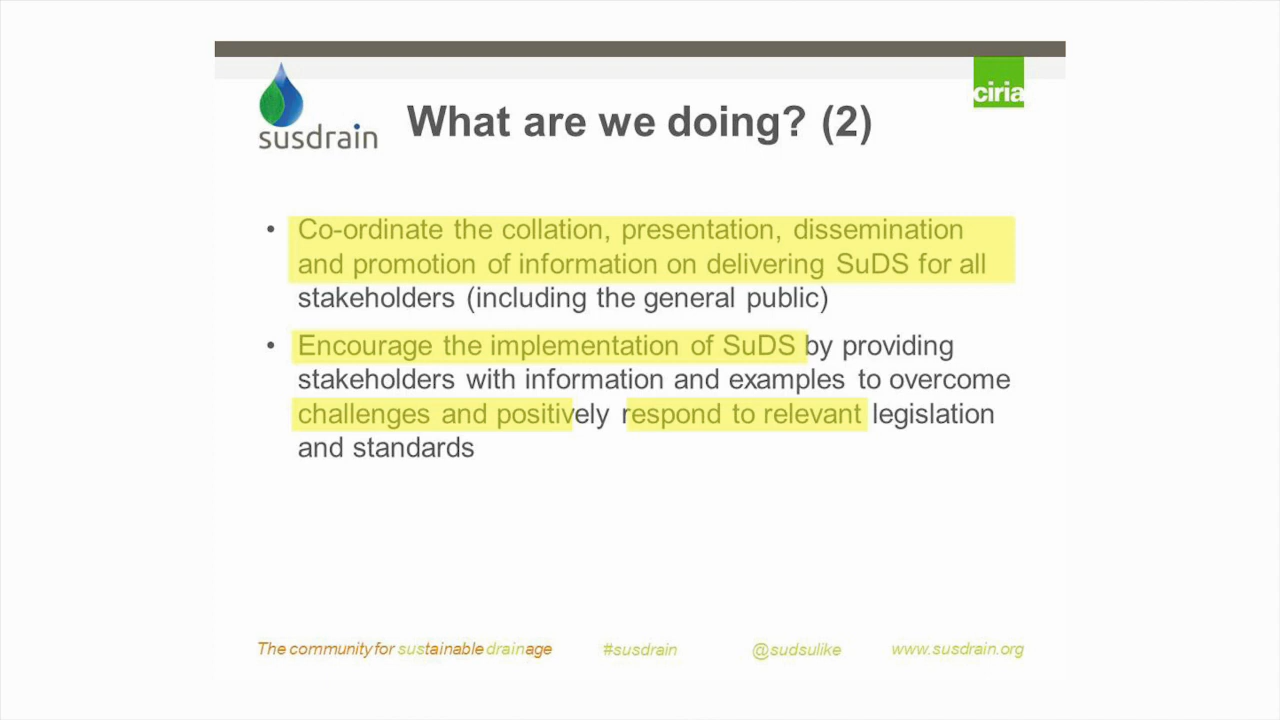 ciria
susdrain
What are we doing? (2)
• Co-ordinate the collation, presentation, dissemination
and promotion of information on delivering SuDS for all
stakeholders (including the general public)
• Encourage the implementation of SuDS by providing
stakeholders with information and examples to overcome
challenges and positively respond to relevant legislation
and standards
The community for sustainable drainage #susdrain @sudsulike www.susdrain.org